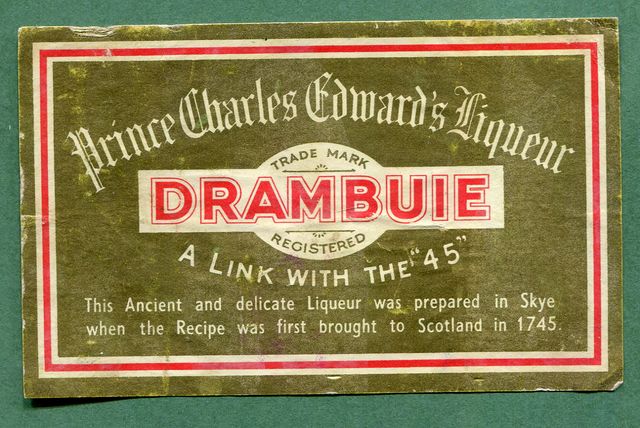 Prince Charles Edward's Liqueur
TRADE MARK
DRAMBUIE
REGISTERED
A LINK WITH THE "45"
This Ancient and delicate Liqueur was prepared in Skye
when the Recipe was first brought to Scotland in 1745.